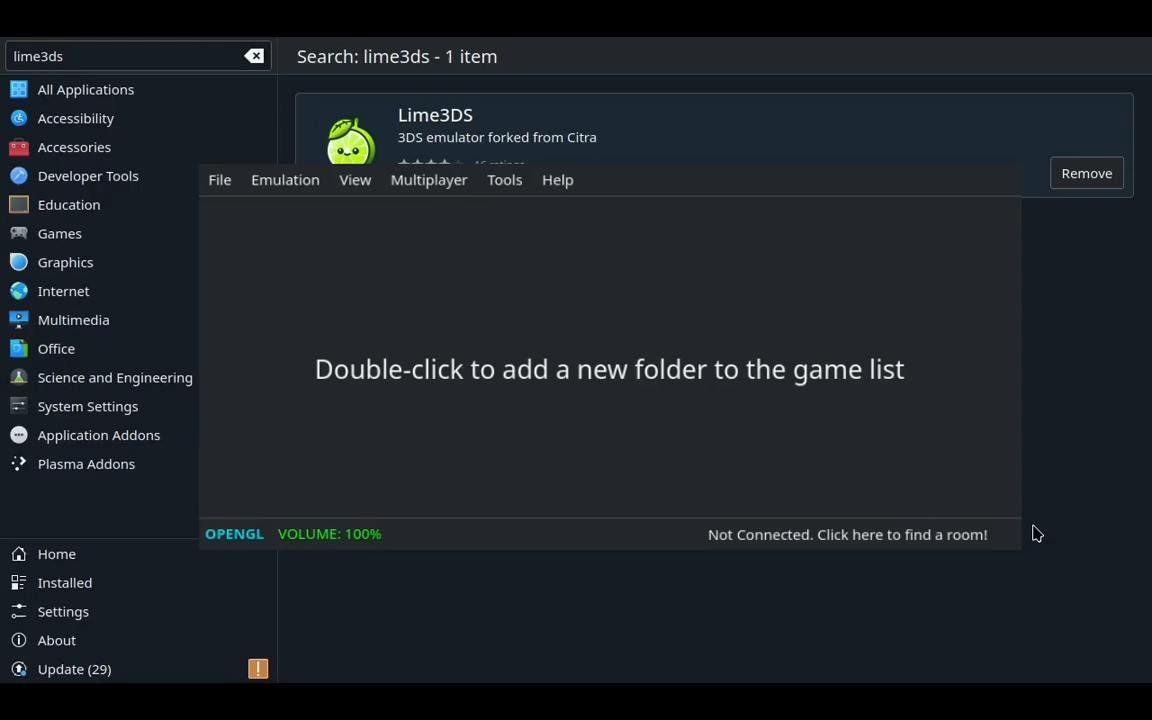 lime3ds
Search: lime3ds - 1 item
All Applications
Accessibility
Accessories
Developer Tools
Education
Games
Graphics
Internet
Multimedia
Office
Science and Engineering
System Settings
Application Addons
Plasma Addons
Home
Installed
Settings
About
Update (29)
Lime3DS
3DS emulator forked from Citra
Remove
File Emulation View Multiplayer Tools Help
Double-click to add a new folder to the game list
OPENGL VOLUME: 100% Not Connected. Click here to find a room!